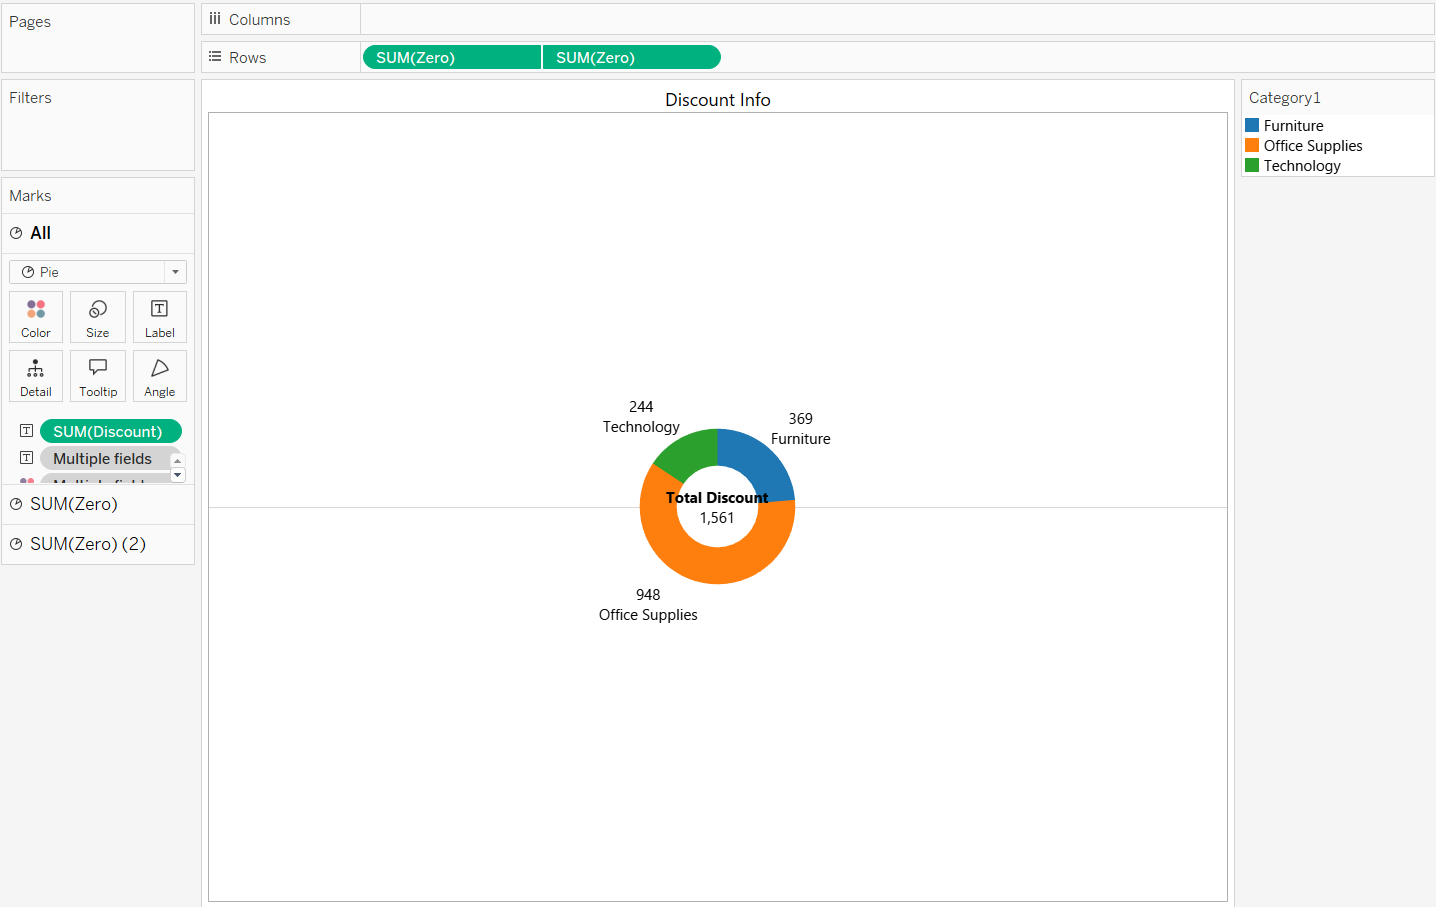 Pages
Columns
Rows
SUM(Zero)
SUM(Zero)
Filters
Marks
All
Pie
Color
Size
Label
Detail
Tooltip
Angle
SUM(Discount)
Multiple fields
SUM(Zero)
SUM(Zero) (2)
Discount Info
244
Technology
369
Furniture
Total Discount
1,561
948
Office Supplies
Category1
Furniture
Office Supplies
Technology